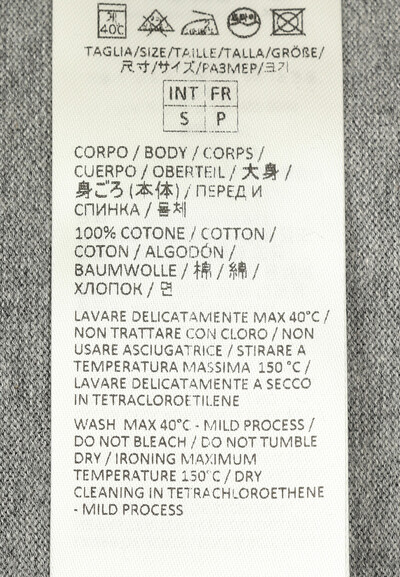 40°C
TAGLIA/SIZE/TAILLE/TALLA/GRÖßE/
尺寸/サイズ/РАЗМЕР/크기
INT FR
S P
CORPO / BODY / CORPS /
CUERPO / OBERTEIL / 大身/
身ごろ (本体) / ПЕРЕД И
СПИНКА / 몸체
100% COTONE / COTTON /
COTON / ALGODÓN /
BAUMWOLLE / 棉 / 綿 /
ХЛОПОК / 면
LAVARE DELICATAMENTE MAX 40°C /
NON TRATTARE CON CLORO / NON
USARE ASCIUGATRICE / STIRARE A
TEMPERATURA MASSIMA 150 °C /
LAVARE DELICATAMENTE A SECCO
IN TETRACLOROETILENE
WASH MAX 40°C - MILD PROCESS /
DO NOT BLEACH / DO NOT TUMBLE
DRY / IRONING MAXIMUM
TEMPERATURE 150°C / DRY
CLEANING IN TETRACHLOROETHENE
- MILD PROCESS